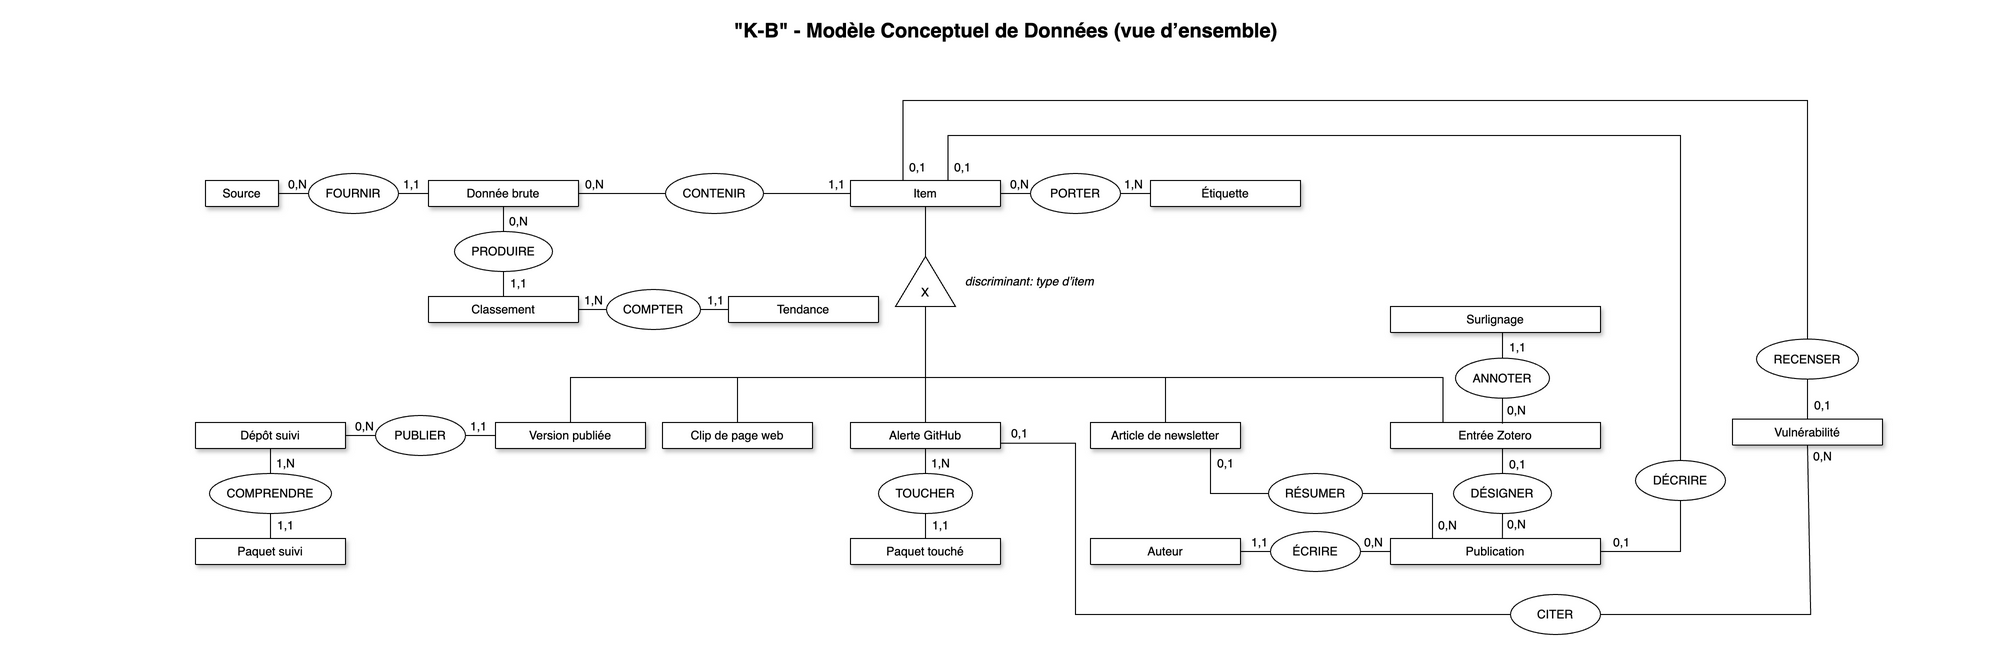 "K-B" - Modèle Conceptuel de Données (vue d’ensemble)
0,1 0,1
Source 0,N FOURNIR 1,1 Donnée brute 0,N CONTENIR 1,1 Item 0,N PORTER 1,N Étiquette
0,N
PRODUIRE
1,1
X discriminant: type d’item
Classement 1,N COMPTER 1,1 Tendance
Surlignage
1,1
RECENSER
ANNOTER
0,N 0,1
Dépôt suivi 0,N PUBLIER 1,1 Version publiée Clip de page web Alerte GitHub 0,1 Article de newsletter Entrée Zotero Vulnérabilité
1,N 1,N 0,1 0,1 0,N
COMPRENDRE TOUCHER RÉSUMER DÉSIGNER DÉCRIRE
1,1 1,1 0,N 0,N
Paquet suivi Paquet touché Auteur 1,1 ÉCRIRE 0,N Publication 0,1
CITER